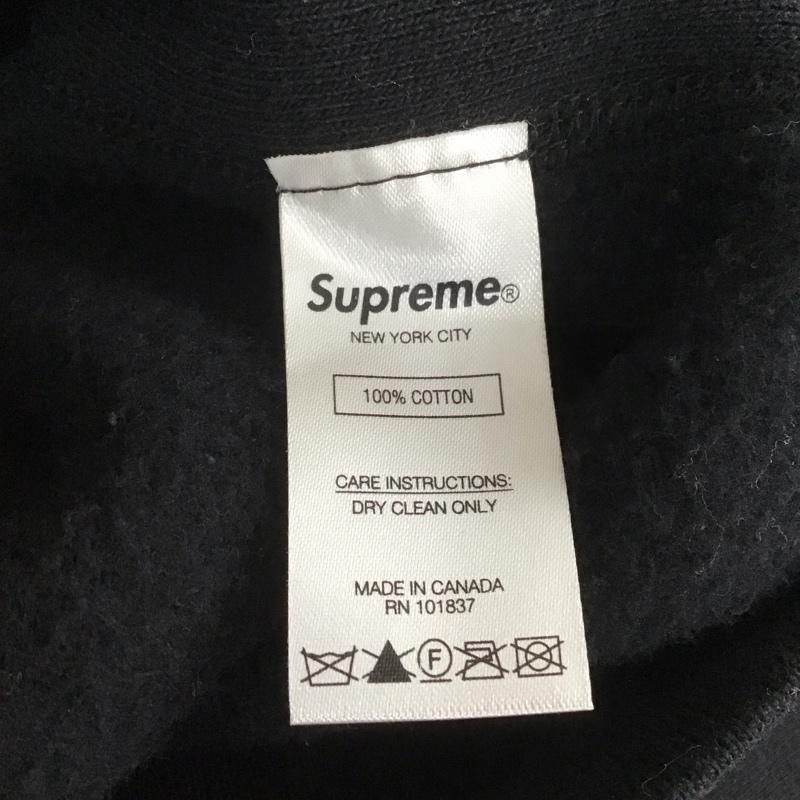 Supreme®
NEW YORK CITY
100% COTTON
CARE INSTRUCTIONS:
DRY CLEAN ONLY
MADE IN CANADA
RN 101837
F